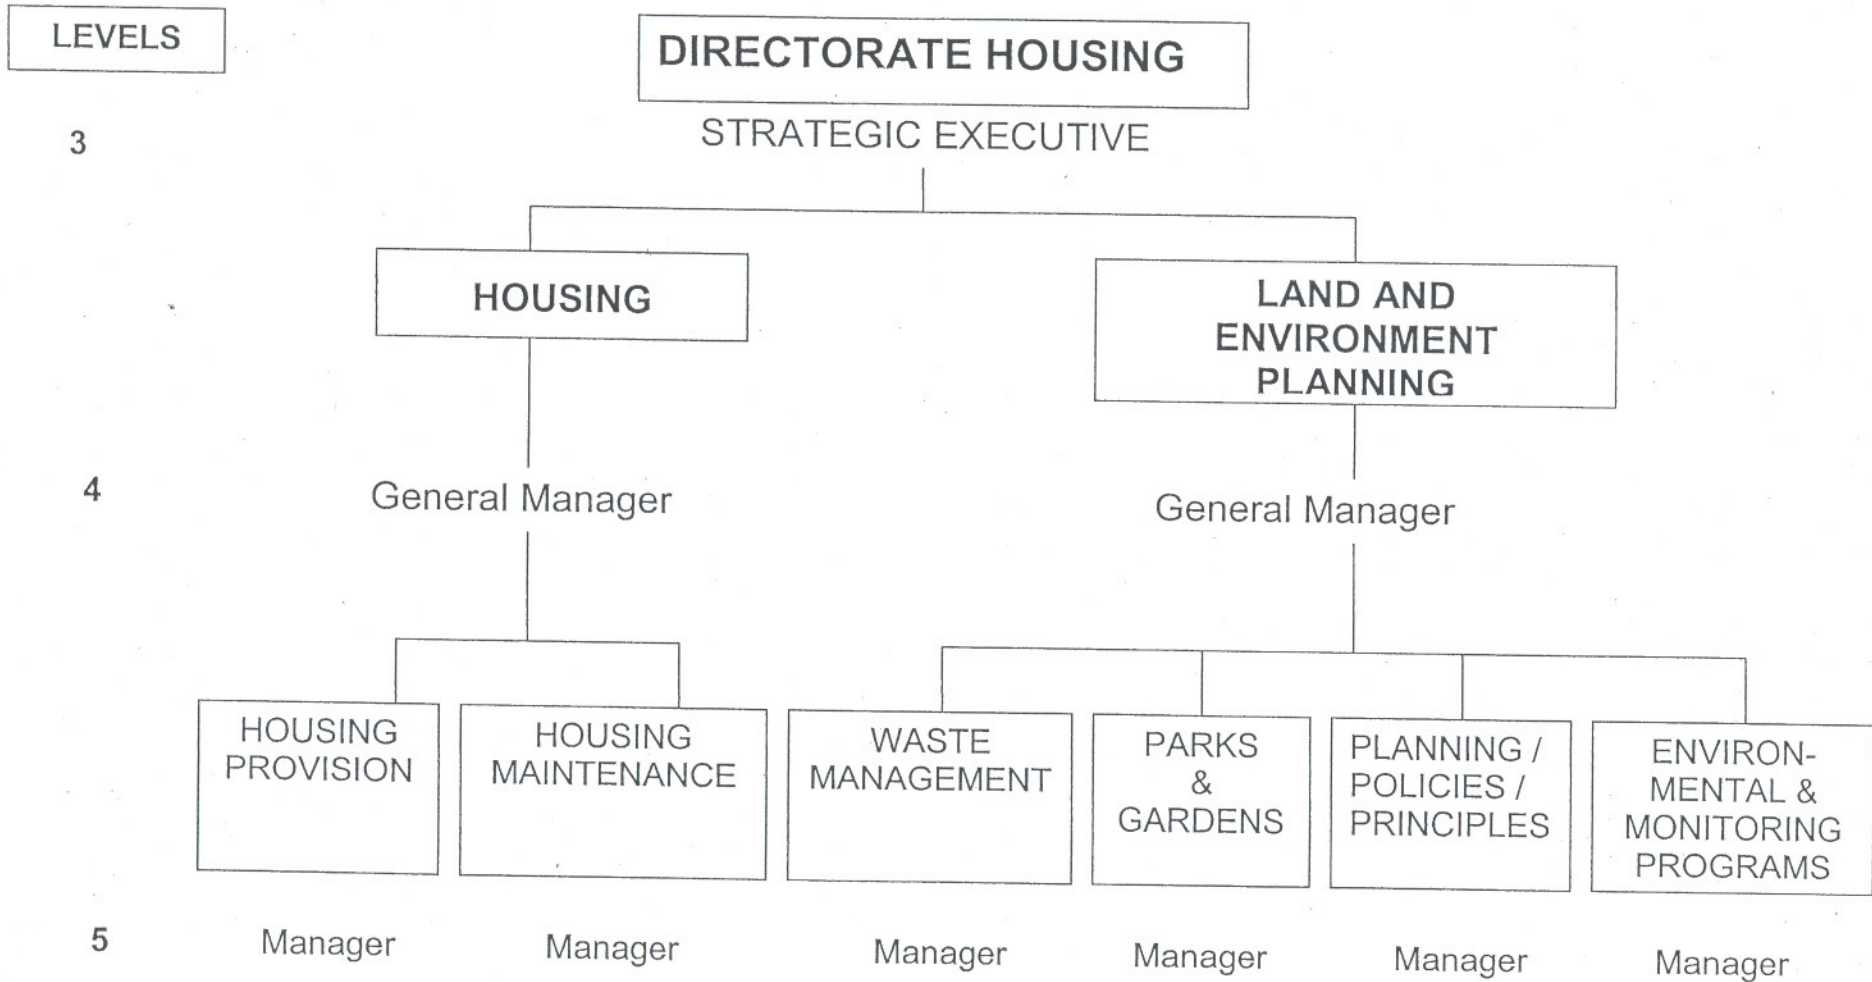 LEVELS
DIRECTORATE HOUSING
3
STRATEGIC EXECUTIVE
HOUSING
LAND AND
ENVIRONMENT
PLANNING
4
General Manager
General Manager
HOUSING
PROVISION
HOUSING
MAINTENANCE
WASTE
MANAGEMENT
PARKS
&
GARDENS
PLANNING /
POLICIES /
PRINCIPLES
ENVIRON-
MENTAL &
MONITORING
PROGRAMS
5
Manager
Manager
Manager
Manager
Manager
Manager